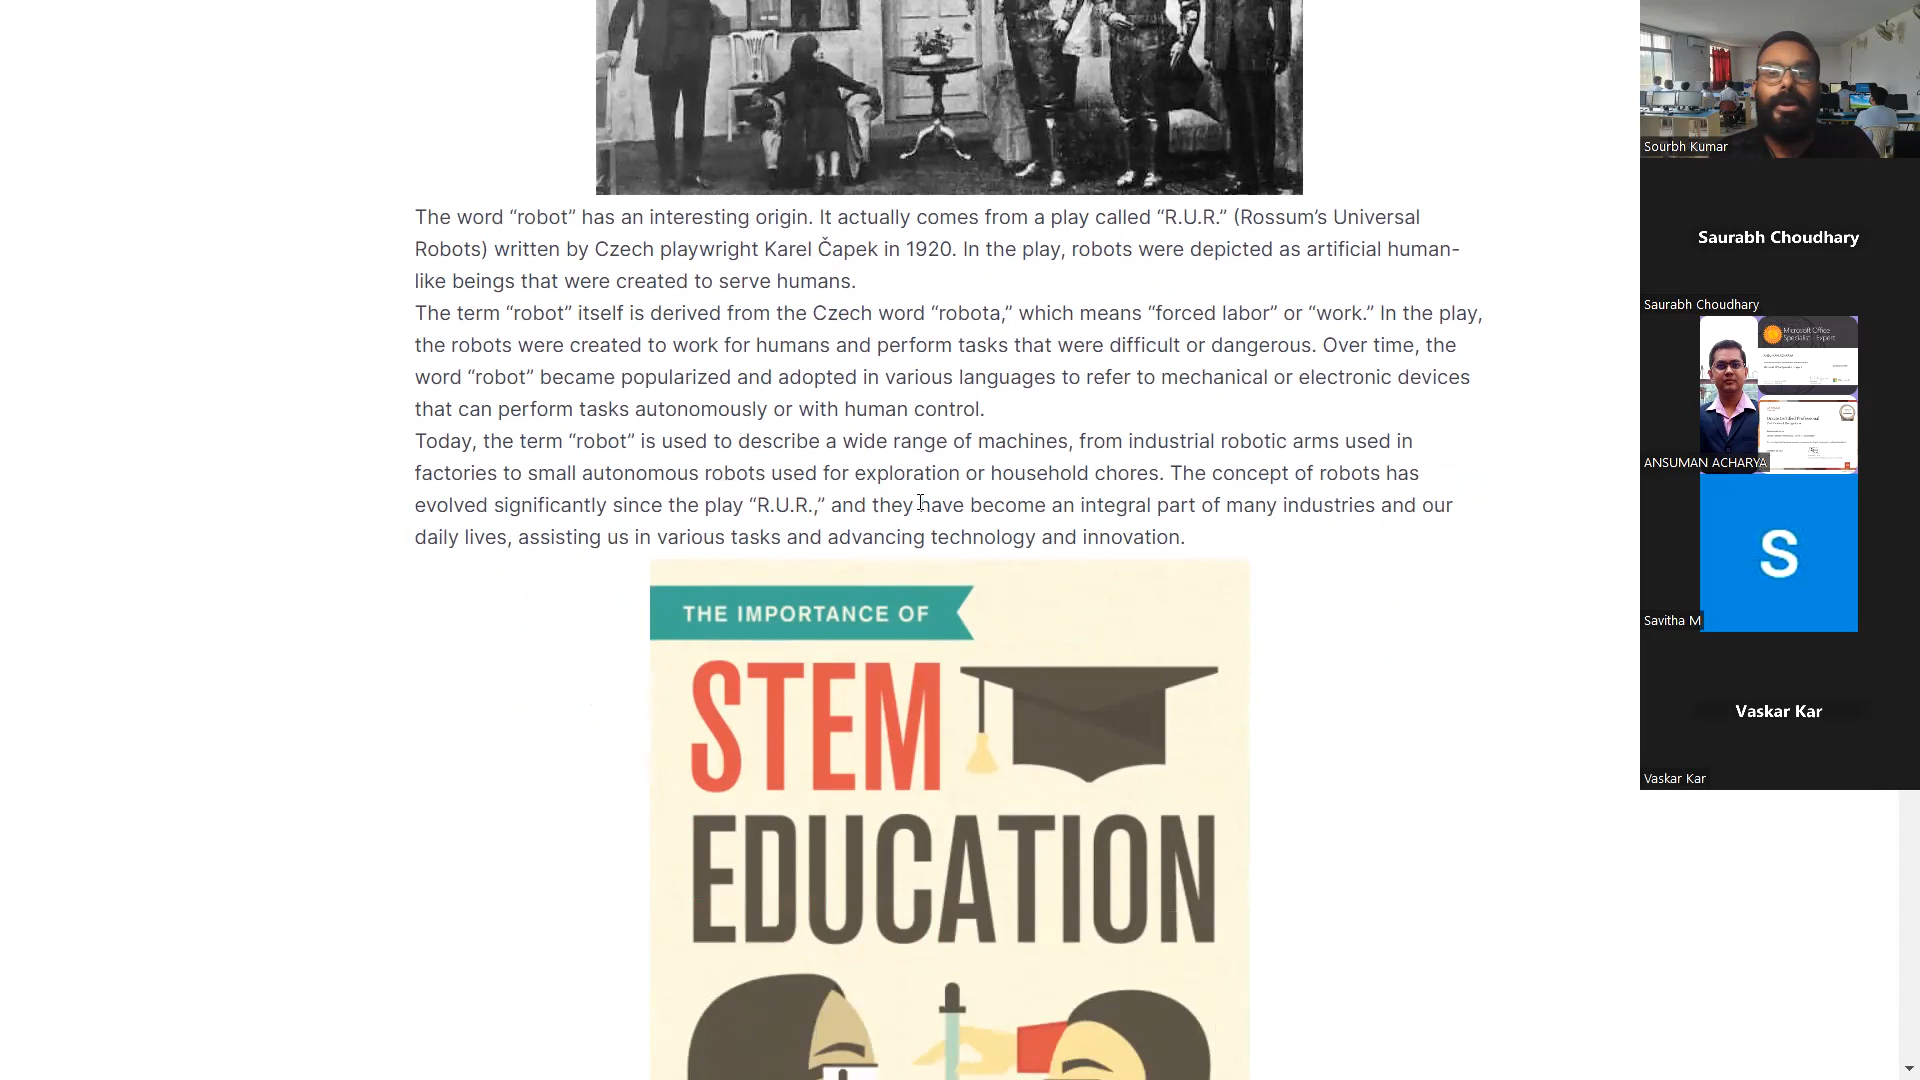 The word “robot” has an interesting origin. It actually comes from a play called “R.U.R.” (Rossum’s Universal
Robots) written by Czech playwright Karel Čapek in 1920. In the play, robots were depicted as artificial human-
like beings that were created to serve humans.
The term “robot” itself is derived from the Czech word “robota,” which means “forced labor” or “work.” In the play,
the robots were created to work for humans and perform tasks that were difficult or dangerous. Over time, the
word “robot” became popularized and adopted in various languages to refer to mechanical or electronic devices
that can perform tasks autonomously or with human control.
Today, the term “robot” is used to describe a wide range of machines, from industrial robotic arms used in
factories to small autonomous robots used for exploration or household chores. The concept of robots has
evolved significantly since the play “R.U.R.,” and they have become an integral part of many industries and our
daily lives, assisting us in various tasks and advancing technology and innovation.
THE IMPORTANCE OF
STEM
EDUCATION
Sourbh Kumar
Saurabh Choudhary
Saurabh Choudhary
Microsoft Office
Specialist - Expert
ANSUMAN ACHARYA
S
Savitha M
Vaskar Kar
Vaskar Kar